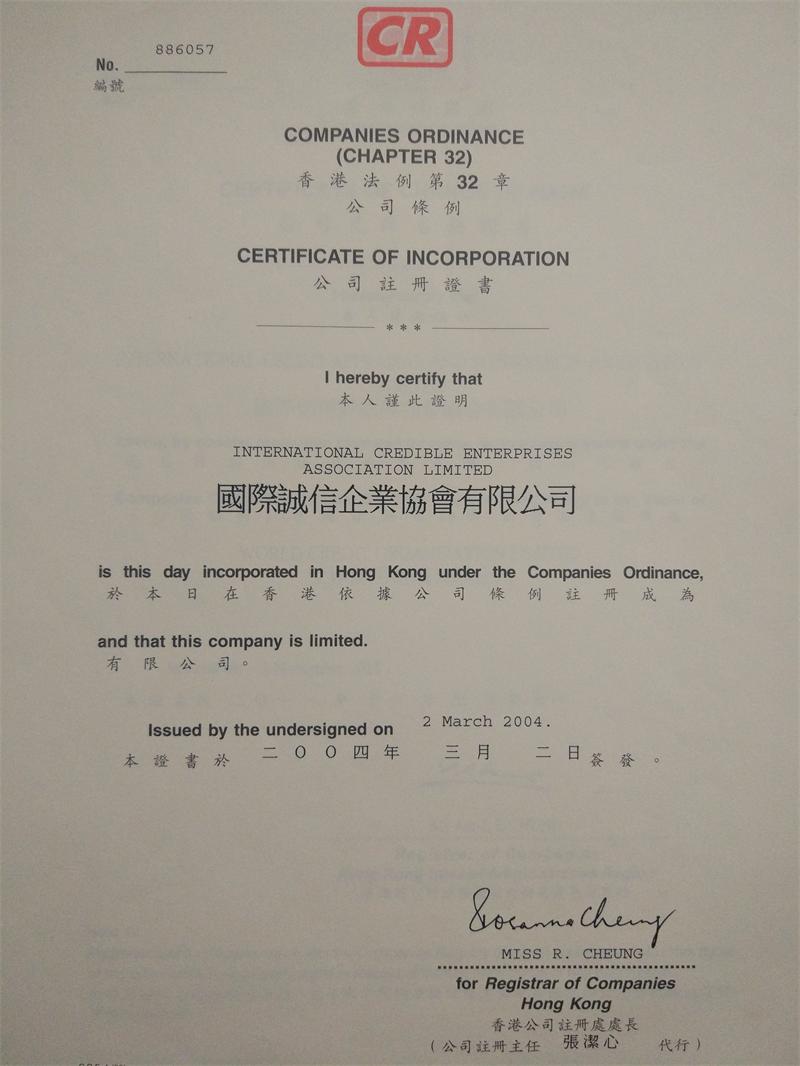 CR
886057
No.
編號
COMPANIES ORDINANCE
(CHAPTER 32)
香港法例第32章
公司條例
CERTIFICATE OF INCORPORATION
公司註冊證書
***
I hereby certify that
本人謹此證明
INTERNATIONAL CREDIBLE ENTERPRISES
ASSOCIATION LIMITED
國際誠信企業協會有限公司
is this day incorporated in Hong Kong under the Companies Ordinance,
於本日在香港依據公司條例註冊成為
and that this company is limited.
有限公司。
Issued by the undersigned on 2 March 2004.
本證書於二〇〇四年三月二日簽發。
Rosanna Cheung
MISS R. CHEUNG
for Registrar of Companies
Hong Kong
香港公司註冊處處長
(公司註冊主任 張潔心 代行)